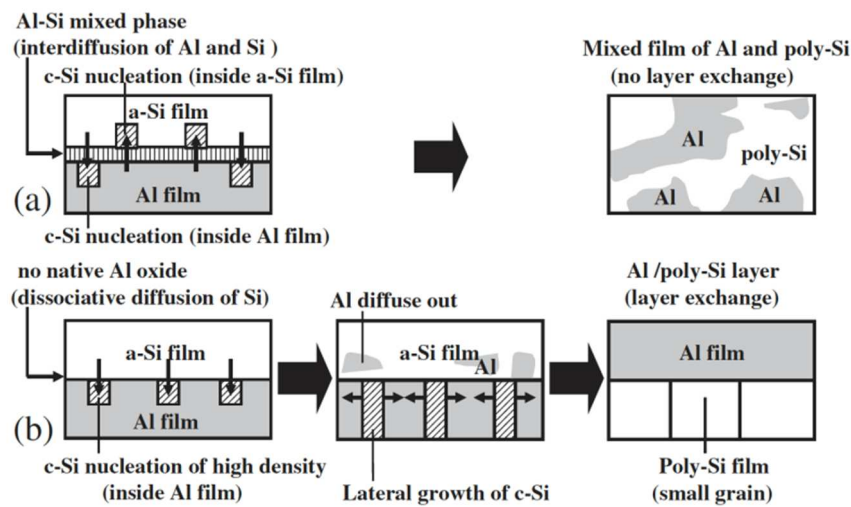 Al-Si mixed phase
(interdiffusion of Al and Si )
c-Si nucleation (inside a-Si film)
a-Si film
Al film
(a)
c-Si nucleation (inside Al film)
Mixed film of Al and poly-Si
(no layer exchange)
Al
poly-Si
Al
Al
no native Al oxide
(dissociative diffusion of Si)
a-Si film
Al film
(b)
c-Si nucleation of high density
(inside Al film)
Al diffuse out
a-Si film
Al
Lateral growth of c-Si
Al /poly-Si layer
(layer exchange)
Al film
Poly-Si film
(small grain)